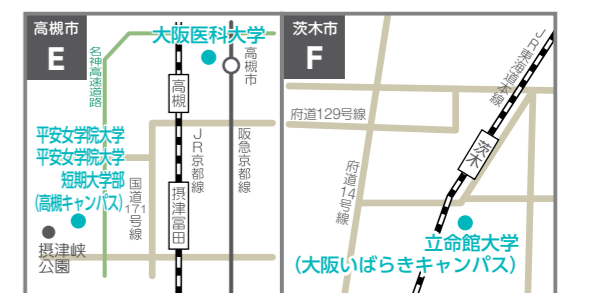 高槻市
E
大阪医科大学
名神高速道路
高槻市
高槻
平安女学院大学
平安女学院大学
短期大学部
(高槻キャンパス)
国道171号線
JR京都線
阪急京都線
摂津富田
摂津峡
公園
茨木市
F
JR東海道本線
府道129号線
茨木
府道14号線
立命館大学
(大阪いばらきキャンパス)